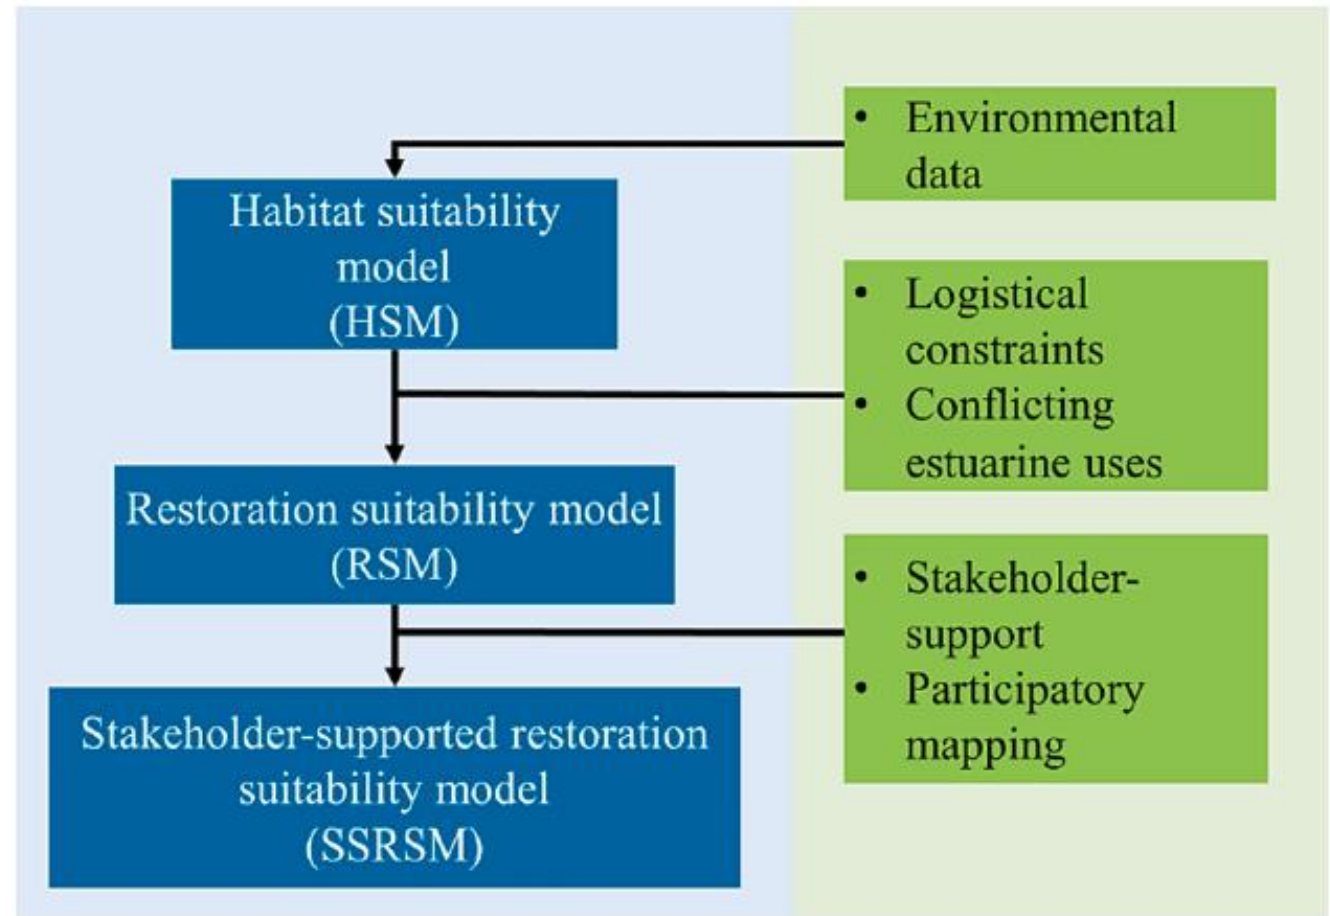 • Environmental
data
Habitat suitability
model
(HSM)
• Logistical
constraints
• Conflicting
estuarine uses
Restoration suitability model
(RSM)
• Stakeholder-
support
• Participatory
mapping
Stakeholder-supported restoration
suitability model
(SSRSM)